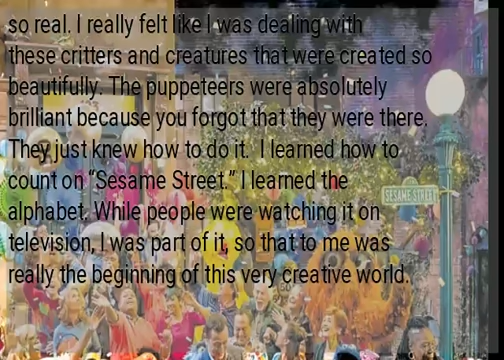 so real. I really felt like I was dealing with
these critters and creatures that were created so
beautifully. The puppeteers were absolutely
brilliant because you forgot that they were there.
They just knew how to do it.  I learned how to
count on “Sesame Street.” I learned the
alphabet. While people were watching it on
television, I was part of it, so that to me was
really the beginning of this very creative world.
SESAME STREET